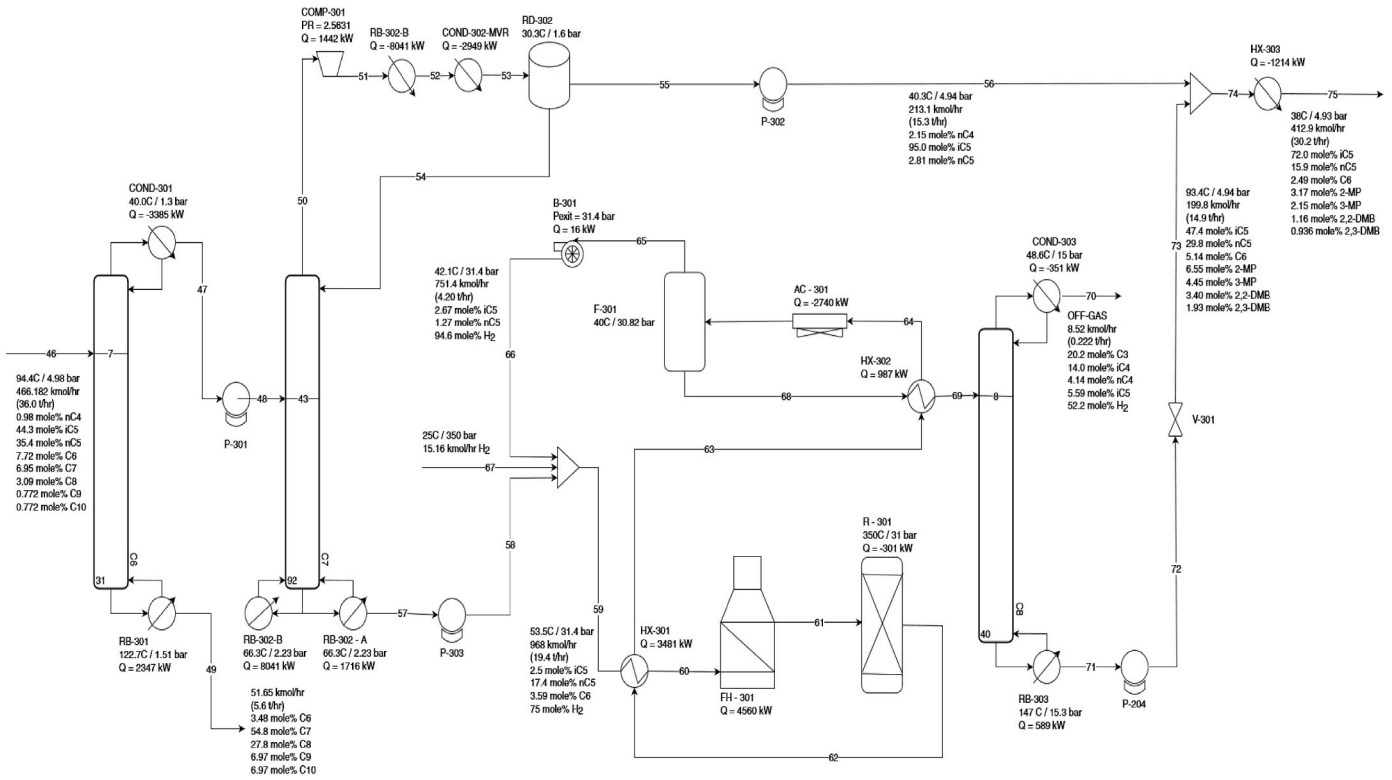 COMP-301
PR = 2.5631
Q = 1442 kW
RB-302-B
Q = -8041 kW
COND-302-MVR
Q = -2949 kW
RD-302
30.3C / 1.6 bar
HX-303
Q = -1214 kW
51
52
53
55
56
74
75
P-302
40.3C / 4.94 bar
213.1 kmol/hr
(15.3 t/hr)
2.15 mole% nC4
95.0 mole% iC5
2.81 mole% nC5
38C / 4.93 bar
412.9 kmol/hr
(30.2 t/hr)
72.0 mole% iC5
15.9 mole% nC5
2.49 mole% C6
3.17 mole% 2-MP
2.15 mole% 3-MP
1.16 mole% 2,2-DMB
0.936 mole% 2,3-DMB
54
50
COND-301
40.0C / 1.3 bar
Q = -3385 kW
47
B-301
Pexit = 31.4 bar
Q = 16 kW
65
93.4C / 4.94 bar
199.8 kmol/hr
(14.9 t/hr)
47.4 mole% iC5
29.8 mole% nC5
5.14 mole% C6
6.55 mole% 2-MP
4.45 mole% 3-MP
3.40 mole% 2,2-DMB
1.93 mole% 2,3-DMB
73
COND-303
48.6C / 15 bar
Q = -351 kW
70
OFF-GAS
8.52 kmol/hr
(0.222 t/hr)
20.2 mole% C3
14.0 mole% iC4
4.14 mole% nC4
5.59 mole% iC5
52.2 mole% H2
42.1C / 31.4 bar
751.4 kmol/hr
(4.20 t/hr)
2.67 mole% iC5
1.27 mole% nC5
94.6 mole% H2
66
F-301
40C / 30.82 bar
AC - 301
Q = -2740 kW
64
HX-302
Q = 987 kW
46
7
94.4C / 4.98 bar
466.182 kmol/hr
(36.0 t/hr)
0.98 mole% nC4
44.3 mole% iC5
35.4 mole% nC5
7.72 mole% C6
6.95 mole% C7
3.09 mole% C8
0.772 mole% C9
0.772 mole% C10
48
43
P-301
68
69
8
V-301
25C / 350 bar
15.16 kmol/hr H2
67
63
58
R - 301
350C / 31 bar
Q = -301 kW
72
C6
31
C7
92
57
P-303
59
61
C8
40
RB-301
122.7C / 1.51 bar
Q = 2347 kW
49
RB-302-B
66.3C / 2.23 bar
Q = 8041 kW
RB-302 - A
66.3C / 2.23 bar
Q = 1716 kW
53.5C / 31.4 bar
968 kmol/hr
(19.4 t/hr)
2.5 mole% iC5
17.4 mole% nC5
3.59 mole% C6
75 mole% H2
HX-301
Q = 3481 kW
60
FH - 301
Q = 4560 kW
62
71
P-204
RB-303
147 C / 15.3 bar
Q = 589 kW
51.65 kmol/hr
(5.6 t/hr)
3.48 mole% C6
54.8 mole% C7
27.8 mole% C8
6.97 mole% C9
6.97 mole% C10